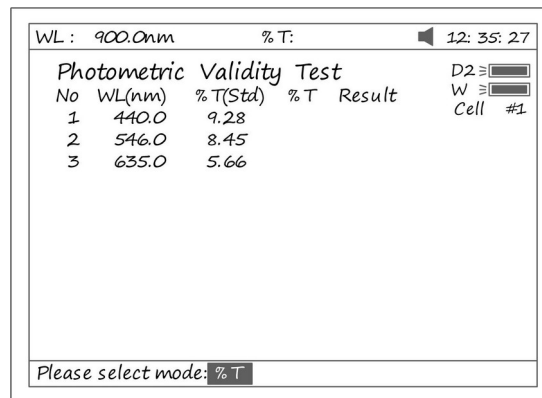 WL: 900.0nm %T: 12:35:27
Photometric Validity Test D2
No WL(nm) %T(Std) %T Result W
1 440.0 9.28 Cell #1
2 546.0 8.45
3 635.0 5.66
Please select mode: %T